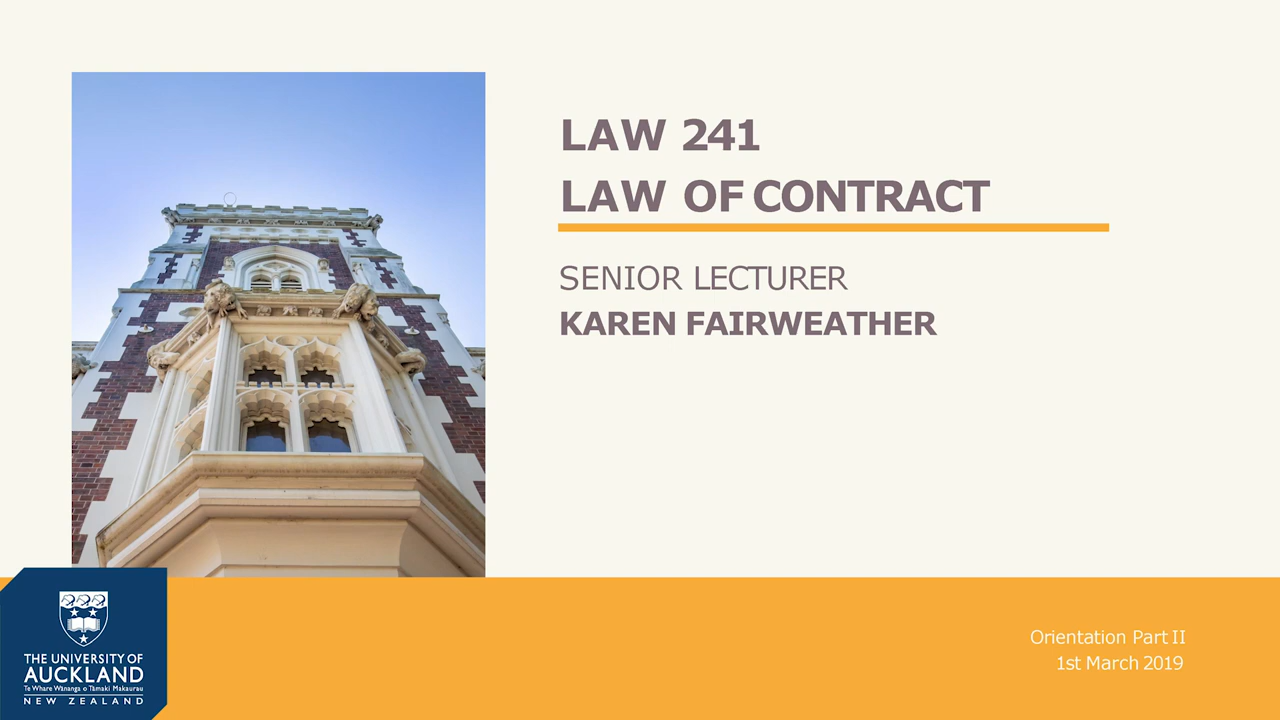 LAW 241
LAW OF CONTRACT
SENIOR LECTURER
KAREN FAIRWEATHER
Orientation Part II
1st March 2019
THE UNIVERSITY OF
AUCKLAND
Te Whare Wānanga o Tāmaki Makaurau
NEW ZEALAND